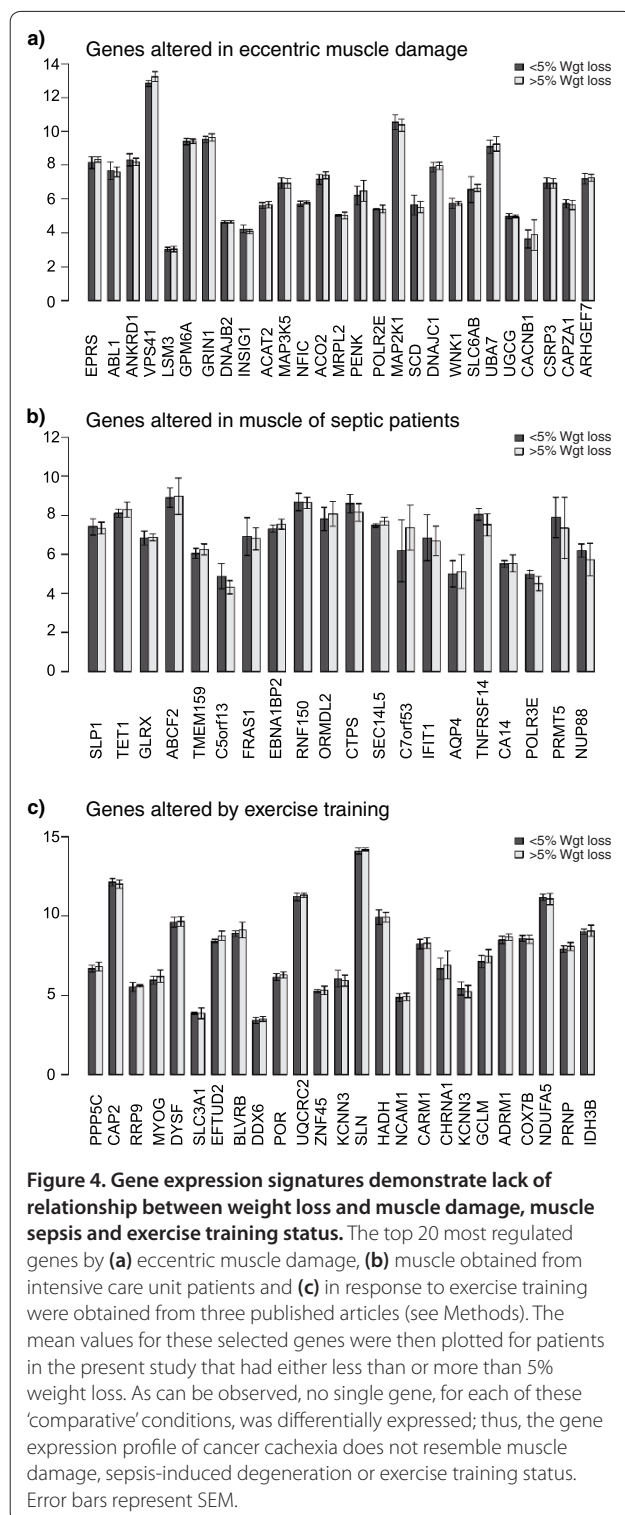 a)
Genes altered in eccentric muscle damage
<5% Wgt loss
>5% Wgt loss
14
12
10
8
6
4
2
0
EPRS
ABL1
ANKRD1
VPS41
LSM3
GPM6A
GRIN1
DNAJB2
INSIG1
ACAT2
MAP3K5
NFIC
ACO2
MRPL2
PENK
POLR2E
MAP2K1
SCD
DNAJC1
WNK1
SLC6AB
UBA7
UGCG
CACNB1
CSRP3
CAPZA1
ARHGEF7
b)
Genes altered in muscle of septic patients
<5% Wgt loss
>5% Wgt loss
12
10
8
6
4
2
0
SLP1
TET1
GLRX
ABCF2
TMEM159
C5orf13
FRAS1
EBNA1BP2
RNF150
ORMDL2
CTPS
SEC14L5
C7orf53
IFIT1
AQP4
TNFRSF14
CA14
POLR3E
PRMT5
NUP88
c)
Genes altered by exercise training
<5% Wgt loss
>5% Wgt loss
15
10
5
0
PPP5C
CAP2
RRP9
MYOG
DYSF
SLC3A1
EFTUD2
BLVRB
DDX6
POR
UQCRC2
ZNF45
KCNN3
SLN
HADH
NCAM1
CARM1
CHRNA1
KCNN3
GCLM
ADRM1
COX7B
NDUFA5
PRNP
IDH3B
Figure 4. Gene expression signatures demonstrate lack of
relationship between weight loss and muscle damage, muscle
sepsis and exercise training status. The top 20 most regulated
genes by (a) eccentric muscle damage, (b) muscle obtained from
intensive care unit patients and (c) in response to exercise training
were obtained from three published articles (see Methods). The
mean values for these selected genes were then plotted for patients
in the present study that had either less than or more than 5%
weight loss. As can be observed, no single gene, for each of these
'comparative' conditions, was differentially expressed; thus, the gene
expression profile of cancer cachexia does not resemble muscle
damage, sepsis-induced degeneration or exercise training status.
Error bars represent SEM.